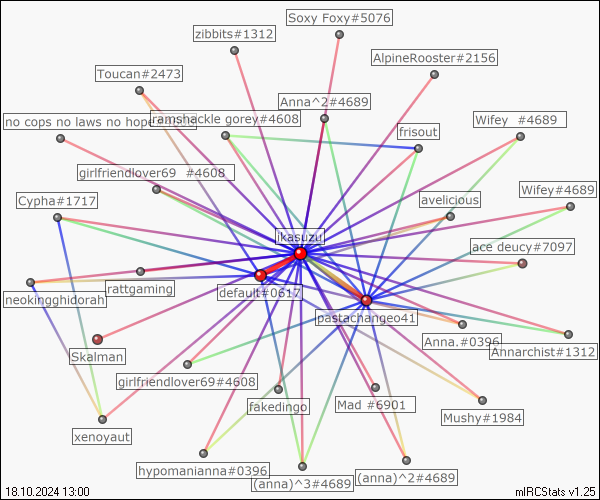 Soxy Foxy#5076
zibbits#1312
AlpineRooster#2156
Toucan#2473
Anna^2#4689
no cops no laws no hope
ramshackle gorey#4608
Wifey #4689
frisout
girlfriendlover69 #4608
Cypha#1717
avelicious
Wifey#4689
ikasuzu
ace deucy#7097
rattgaming
default#0617
neokingghidorah
pastachangeo41
Anna.#0396
Annarchist#1312
Skalman
girlfriendlover69#4608
fakedingo
Mad #6901
Mushy#1984
xenoyaut
hypomanianna#0396
(anna)^3#4689
(anna)^2#4689
18.10.2024 13:00
mIRCStats v1.25